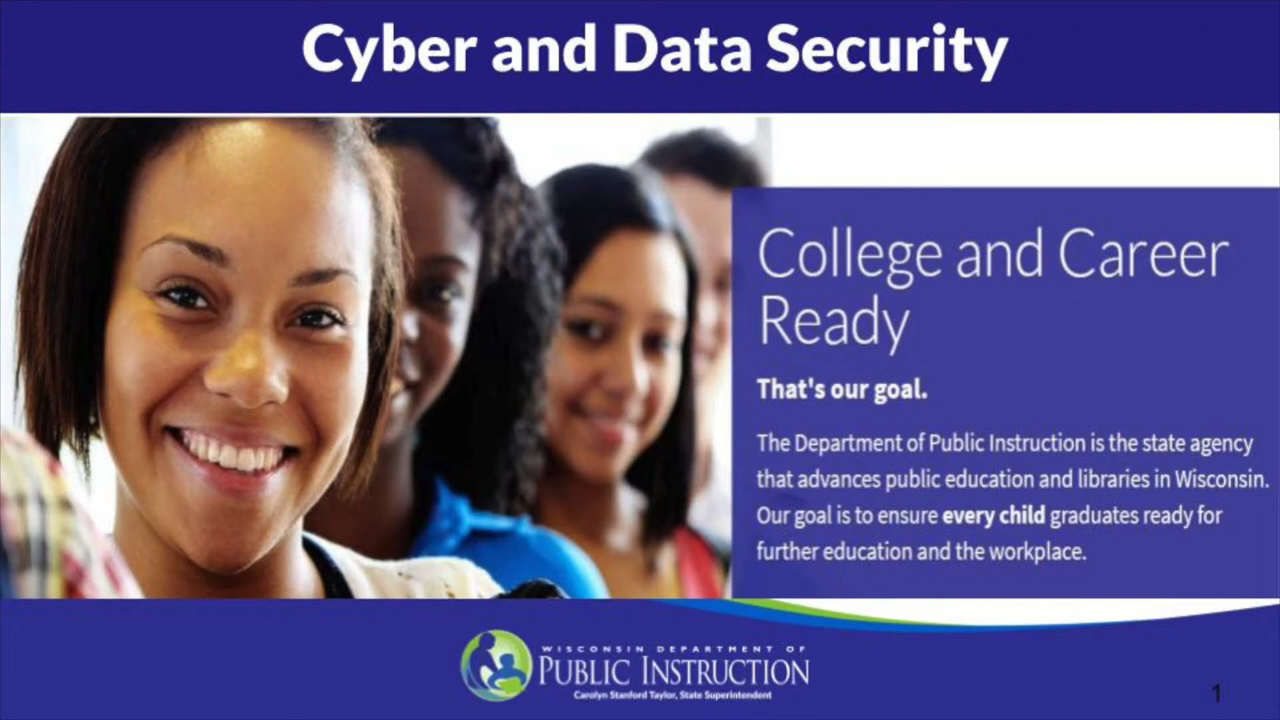 Cyber and Data Security
College and Career
Ready
That's our goal.
The Department of Public Instruction is the state agency
that advances public education and libraries in Wisconsin.
Our goal is to ensure every child graduates ready for
further education and the workplace.
WISCONSIN DEPARTMENT OF
PUBLIC INSTRUCTION
Carolyn Stanford Taylor, State Superintendent
1